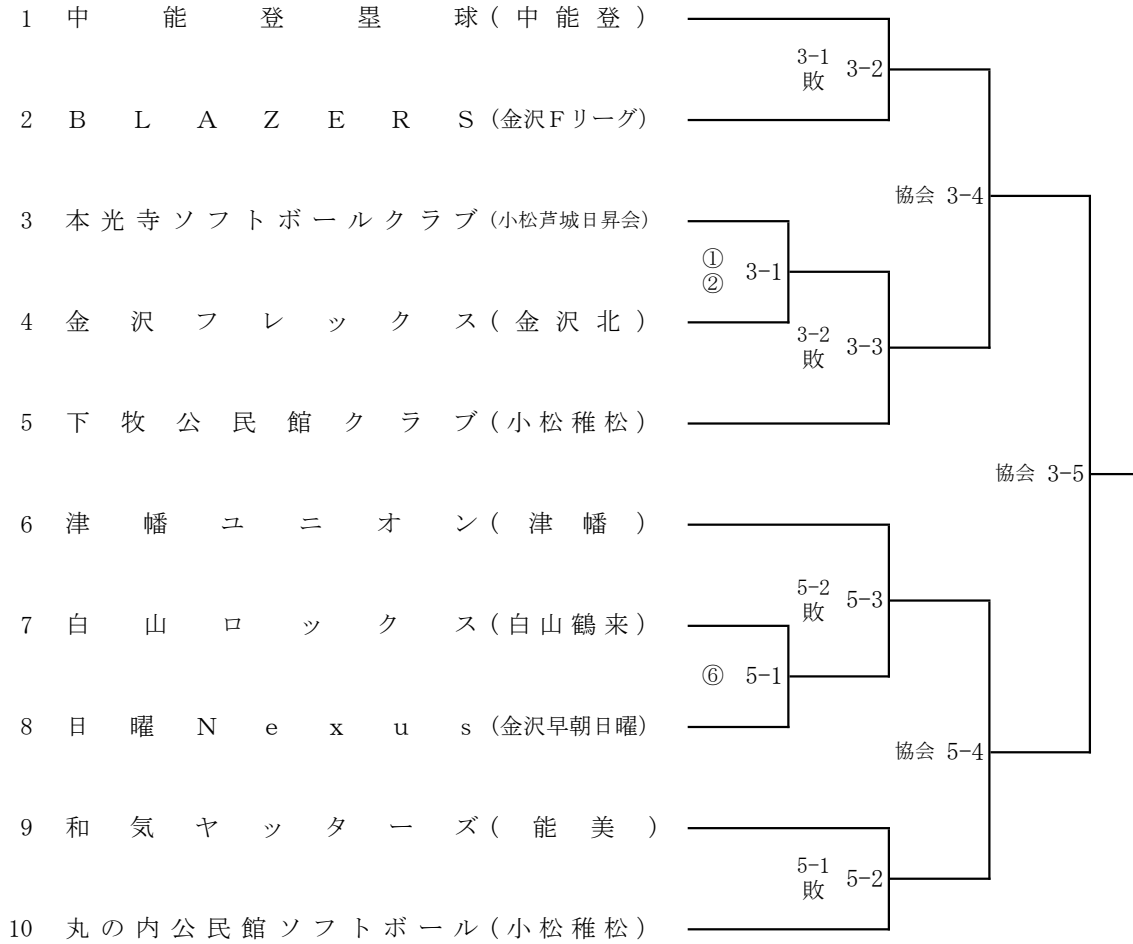 1 中能登塁球(中能登)
3-1 3-2
敗
2 BLAZERS(金沢Fリーグ)
協会 3-4
3 本光寺ソフトボールクラブ(小松芦城日昇会)
① 3-1
②
4 金沢フレックス(金沢北)
3-2 3-3
敗
5 下牧公民館クラブ(小松稚松)
協会 3-5
6 津幡ユニオン(津幡)
5-2 5-3
敗
7 白山ロックス(白山鶴来)
⑥ 5-1
8 日曜Nexus(金沢早朝日曜)
協会 5-4
9 和気ヤッターズ(能美)
5-1 5-2
敗
10 丸の内公民館ソフトボール(小松稚松)